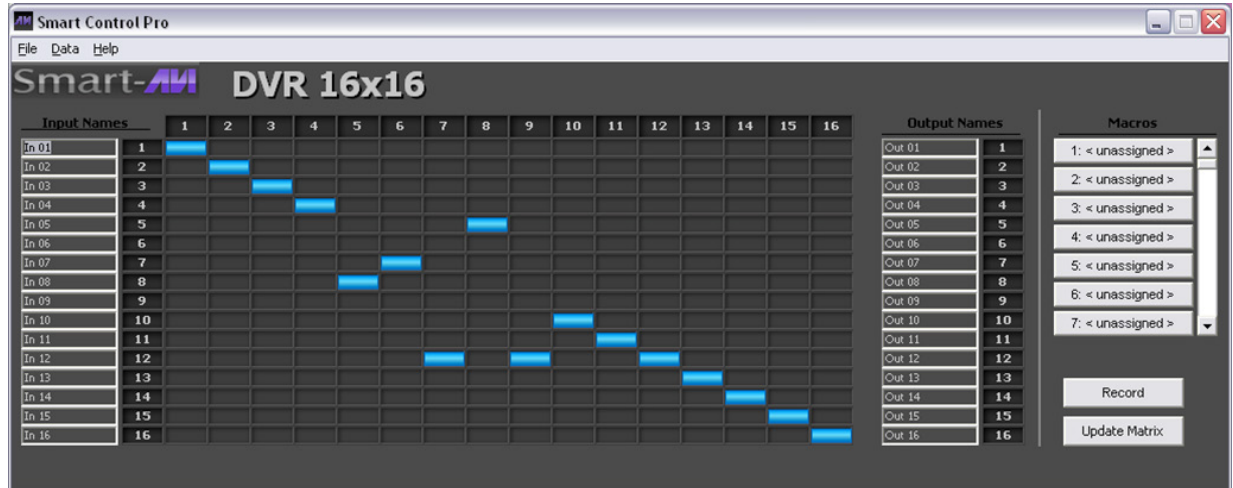 Smart Control Pro
File Data Help
Smart-AVI DVR 16x16
Input Names 1 2 3 4 5 6 7 8 9 10 11 12 13 14 15 16 Output Names Macros
In 01 1 Out 01 1 1: < unassigned >
In 02 2 Out 02 2 2: < unassigned >
In 03 3 Out 03 3
In 04 4 Out 04 4 3: < unassigned >
In 05 5 Out 05 5 4: < unassigned >
In 06 6 Out 06 6
In 07 7 Out 07 7 5: < unassigned >
In 08 8 Out 08 8
In 09 9 Out 09 9 6: < unassigned >
In 10 10 Out 10 10 7: < unassigned >
In 11 11 Out 11 11
In 12 12 Out 12 12
In 13 13 Out 13 13
In 14 14 Out 14 14 Record
In 15 15 Out 15 15
In 16 16 Out 16 16 Update Matrix